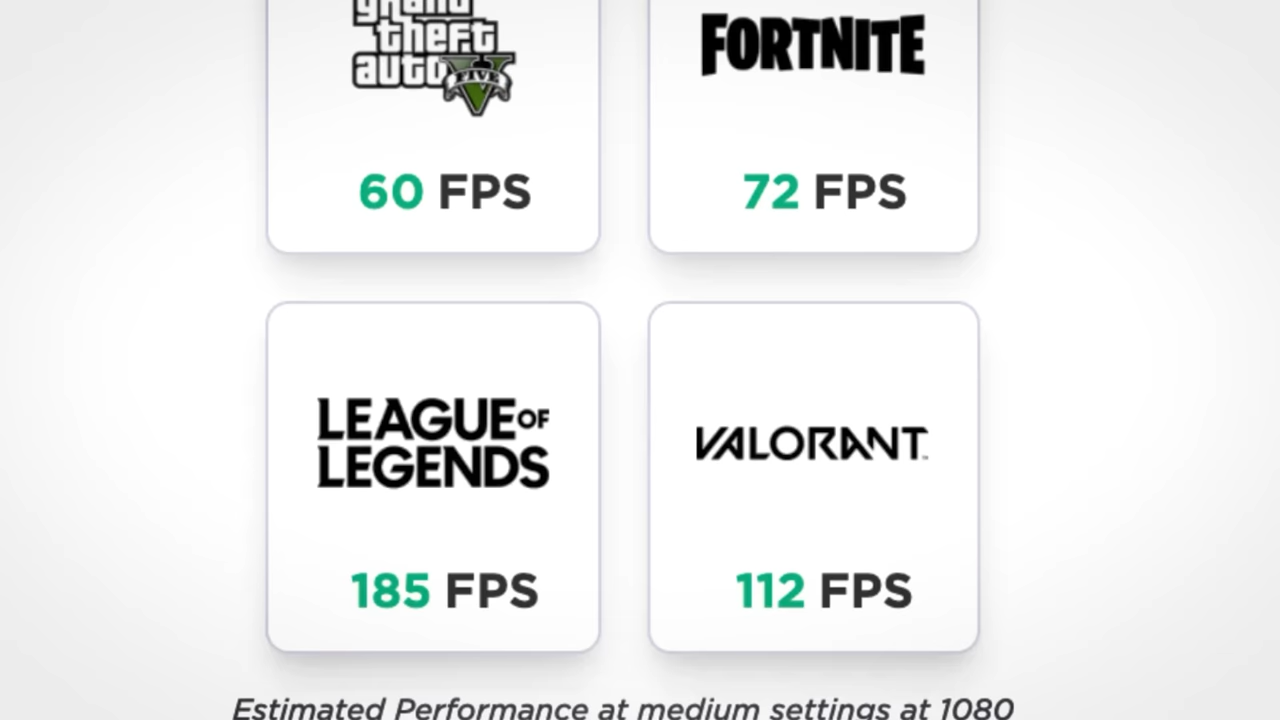 grand
theft
auto
FIVE
FORTNITE
60 FPS
72 FPS
LEAGUE OF
LEGENDS
VALORANT
185 FPS
112 FPS
Estimated Performance at medium settings at 1080